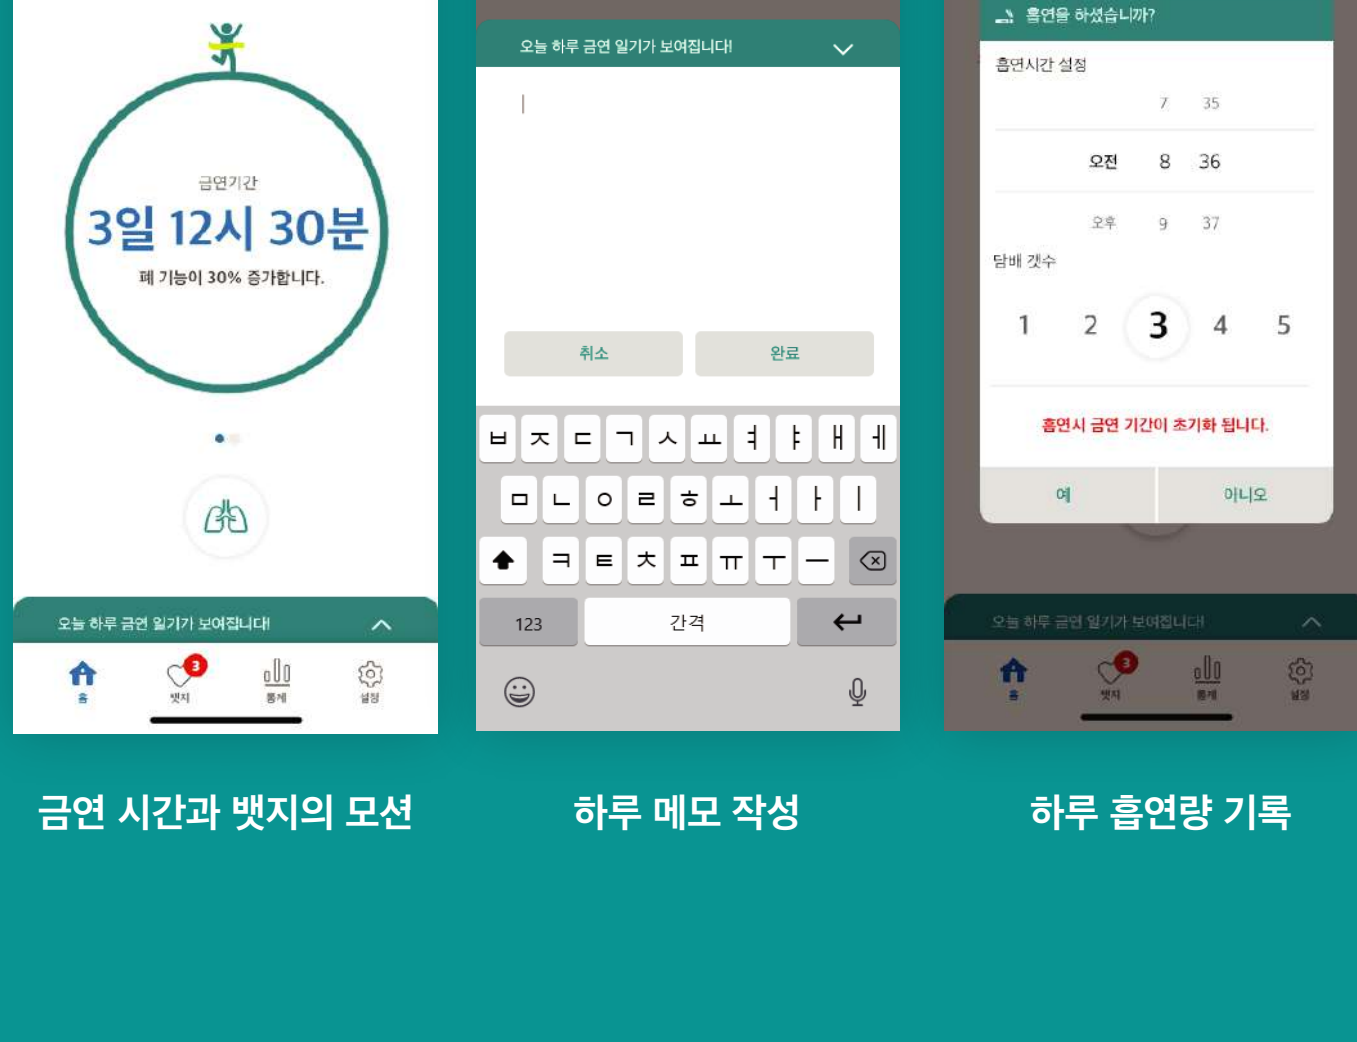 금연기간
3일 12시 30분
폐 기능이 30% 증가합니다.
오늘 하루 금연 일기가 보여집니다!
3
홈
뱃지
통계
설정
금연 시간과 뱃지의 모션
오늘 하루 금연 일기가 보여집니다!
취소
완료
ㅂ ㅈ ㄷ ㄱ ㅅ ㅛ ㅕ ㅑ ㅐ ㅔ
ㅁ ㄴ ㅇ ㄹ ㅎ ㅗ ㅓ ㅏ ㅣ
ㅋ ㅌ ㅊ ㅍ ㅠ ㅜ ㅡ
123
간격
하루 메모 작성
흡연을 하셨습니까?
흡연시간 설정
7 35
오전 8 36
오후 9 37
담배 갯수
1 2 3 4 5
흡연시 금연 기간이 초기화 됩니다.
예
아니오
오늘 하루 금연 일기가 보여집니다!
3
홈
뱃지
통계
설정
하루 흡연량 기록